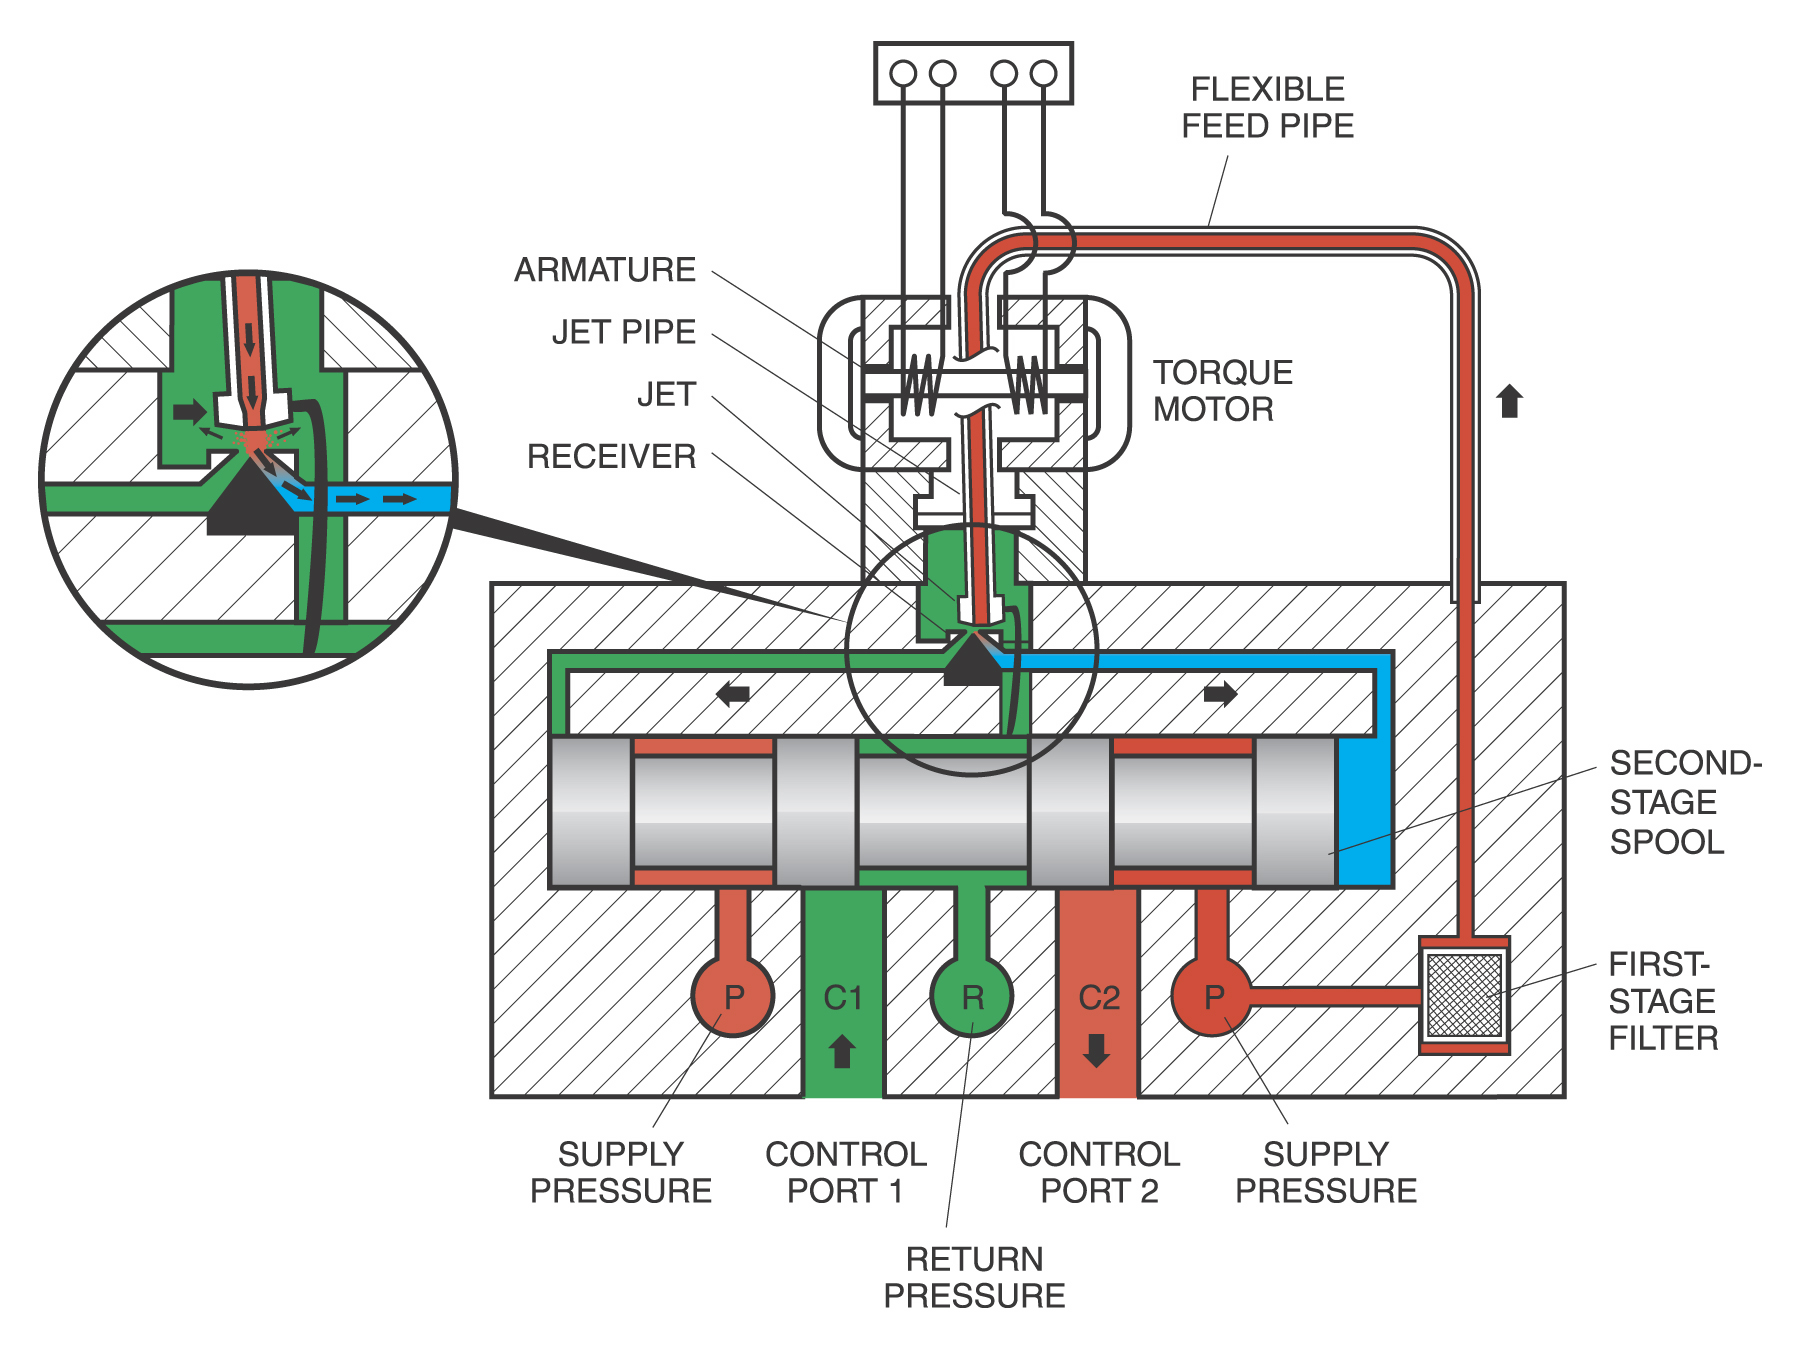 FLEXIBLE
FEED PIPE
ARMATURE
JET PIPE
JET
RECEIVER
TORQUE
MOTOR
SECOND-
STAGE
SPOOL
FIRST-
STAGE
FILTER
P
C1
R
C2
P
SUPPLY
PRESSURE
CONTROL
PORT 1
CONTROL
PORT 2
SUPPLY
PRESSURE
RETURN
PRESSURE